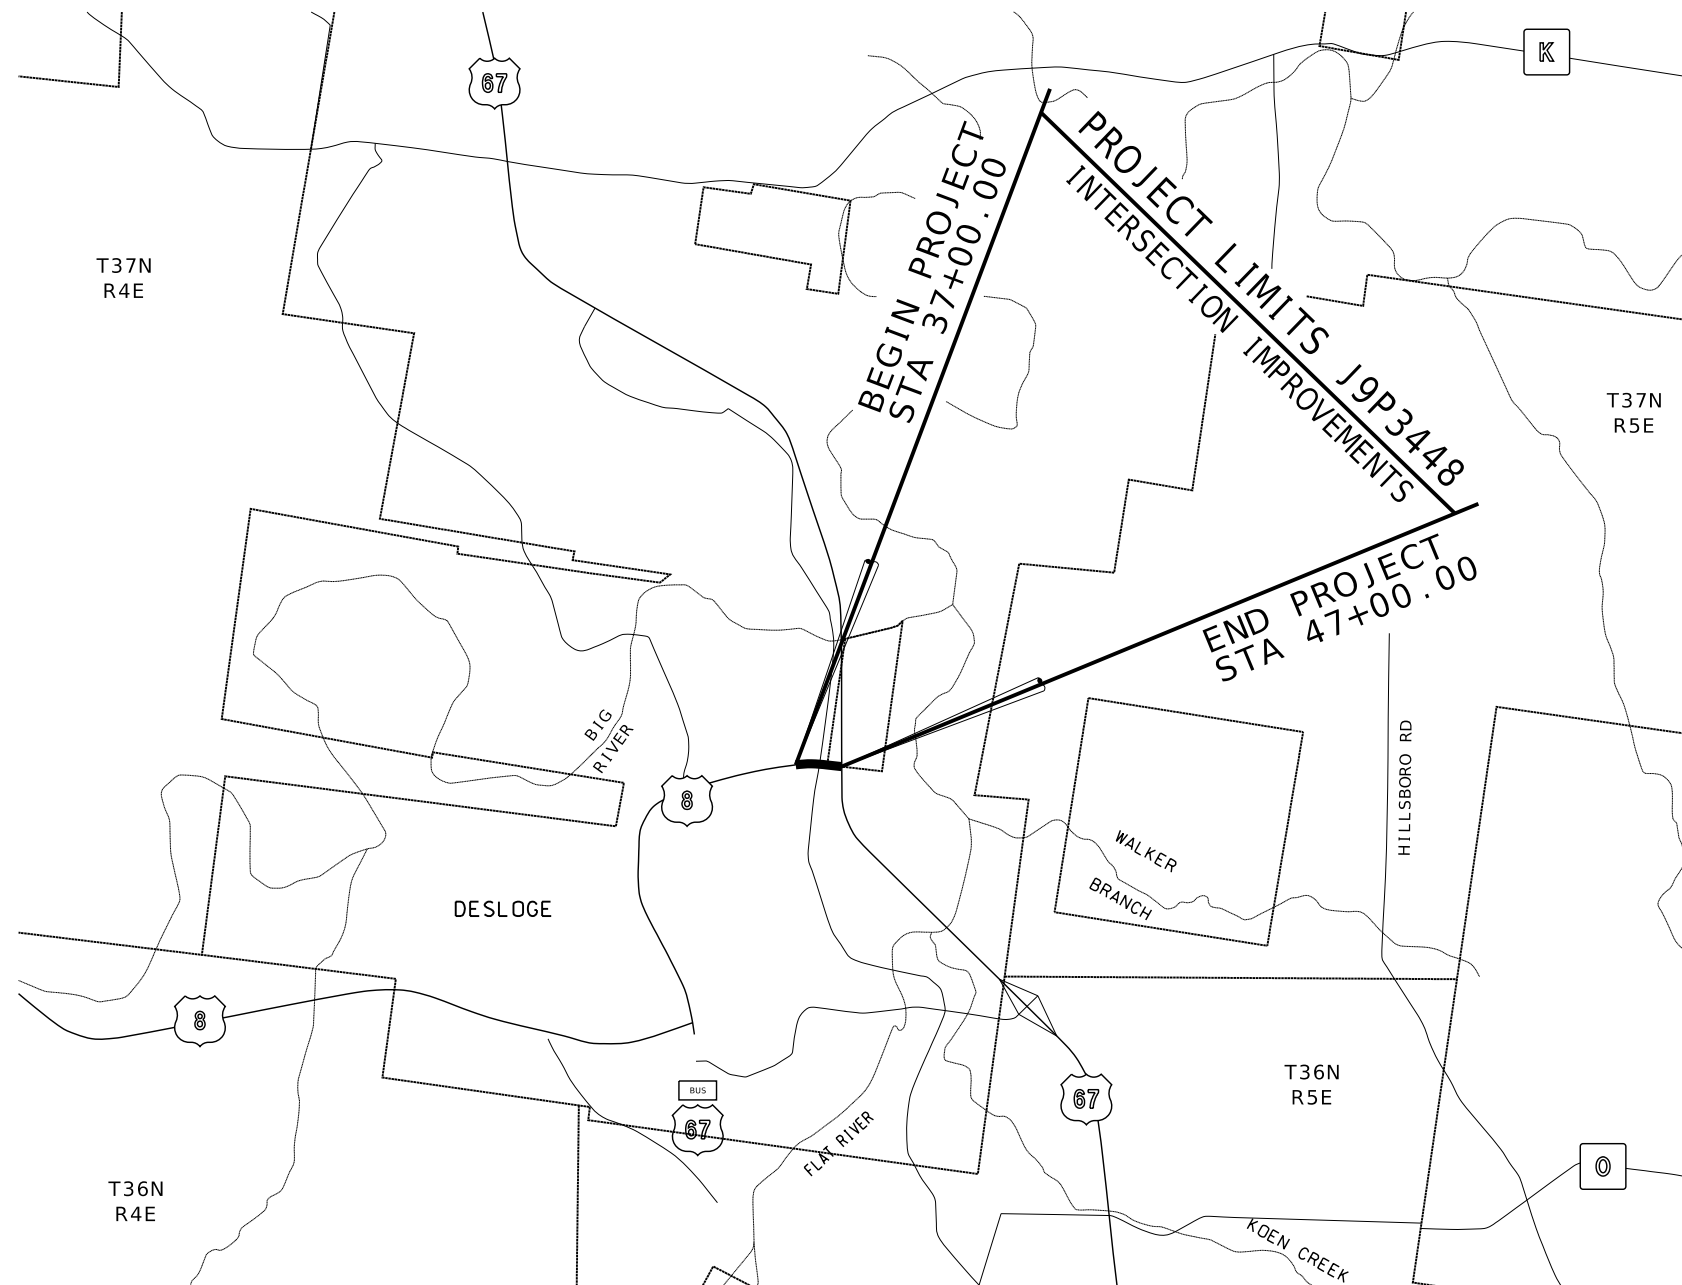 67
K
PROJECT LIMITS J9P3448
INTERSECTION IMPROVEMENTS
BEGIN PROJECT
STA 37+00.00
T37N
R4E
T37N
R5E
END PROJECT
STA 47+00.00
BIG
RIVER
HILLSBORO RD
8
WALKER
BRANCH
DESLOGE
8
BUS
67
67
T36N
R5E
FLAT RIVER
O
T36N
R4E
KOEN CREEK